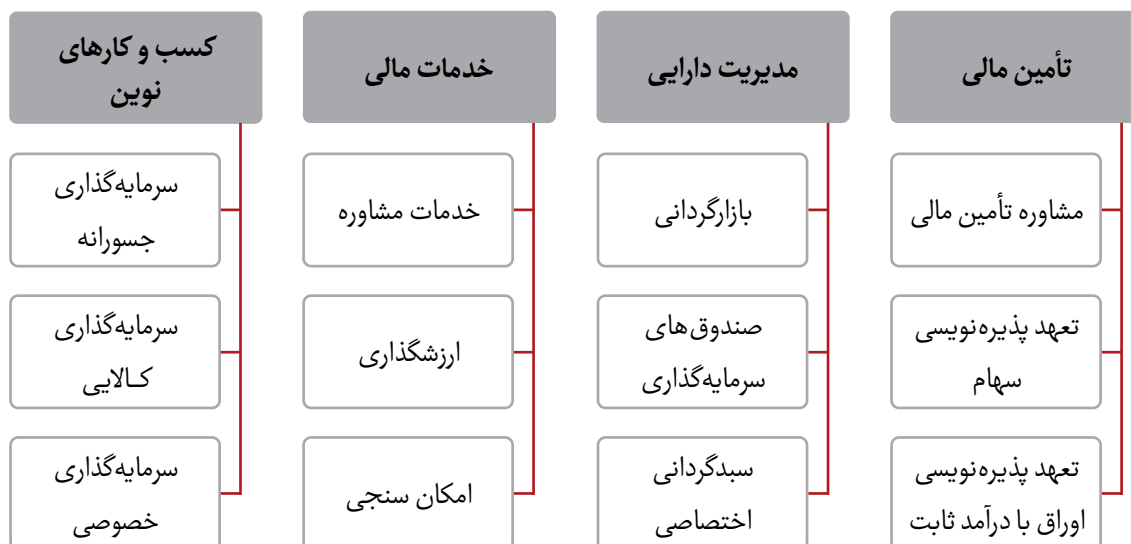 تأمین مالی
مشاوره تأمین مالی
تعهد پذیره‌نویسی
سهام
تعهد پذیره‌نویسی
اوراق با درآمد ثابت
مدیریت دارایی
بازارگردانی
صندوق‌های
سرمایه‌گذاری
سبدگردانی
اختصاصی
خدمات مالی
خدمات مشاوره
ارزشگذاری
امکان سنجی
کسب و کارهای
نوین
سرمایه‌گذاری
جسورانه
سرمایه‌گذاری
کـالایی
سرمایه‌گذاری
خصوصی